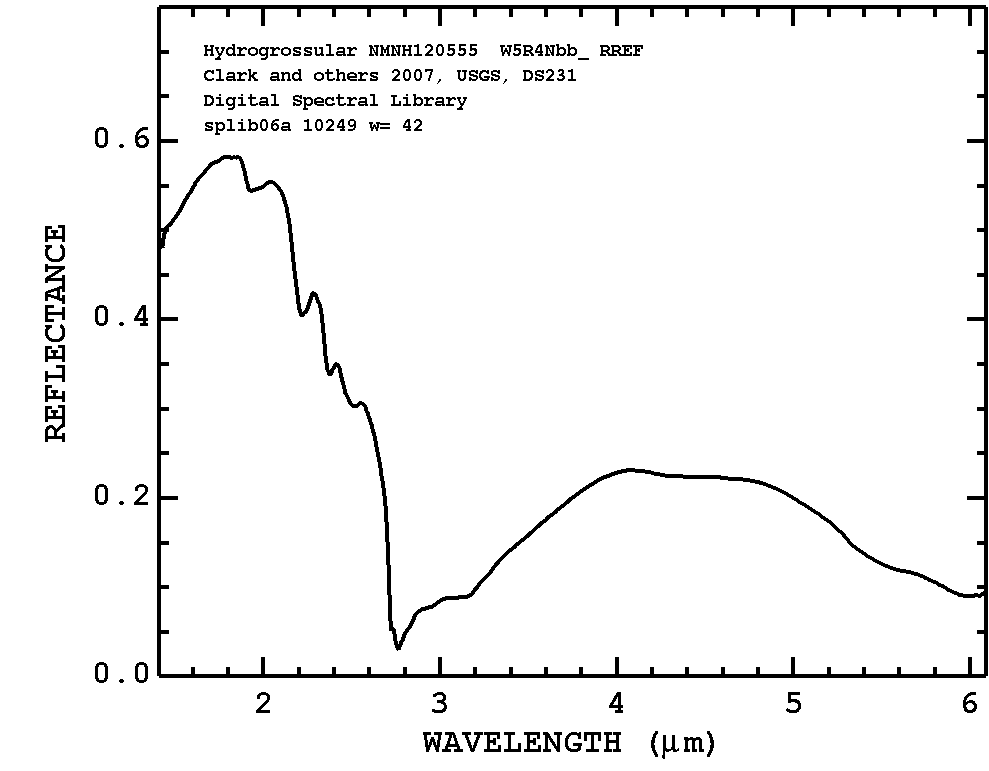 Hydrogrossular NMNH120555 W5R4Nbb_ RREF
Clark and others 2007, USGS, DS231
Digital Spectral Library
splib06a 10249 w= 42
0.6
0.4
0.2
0.0
REFLECTANCE
2 3 4 5 6
WAVELENGTH (μm)